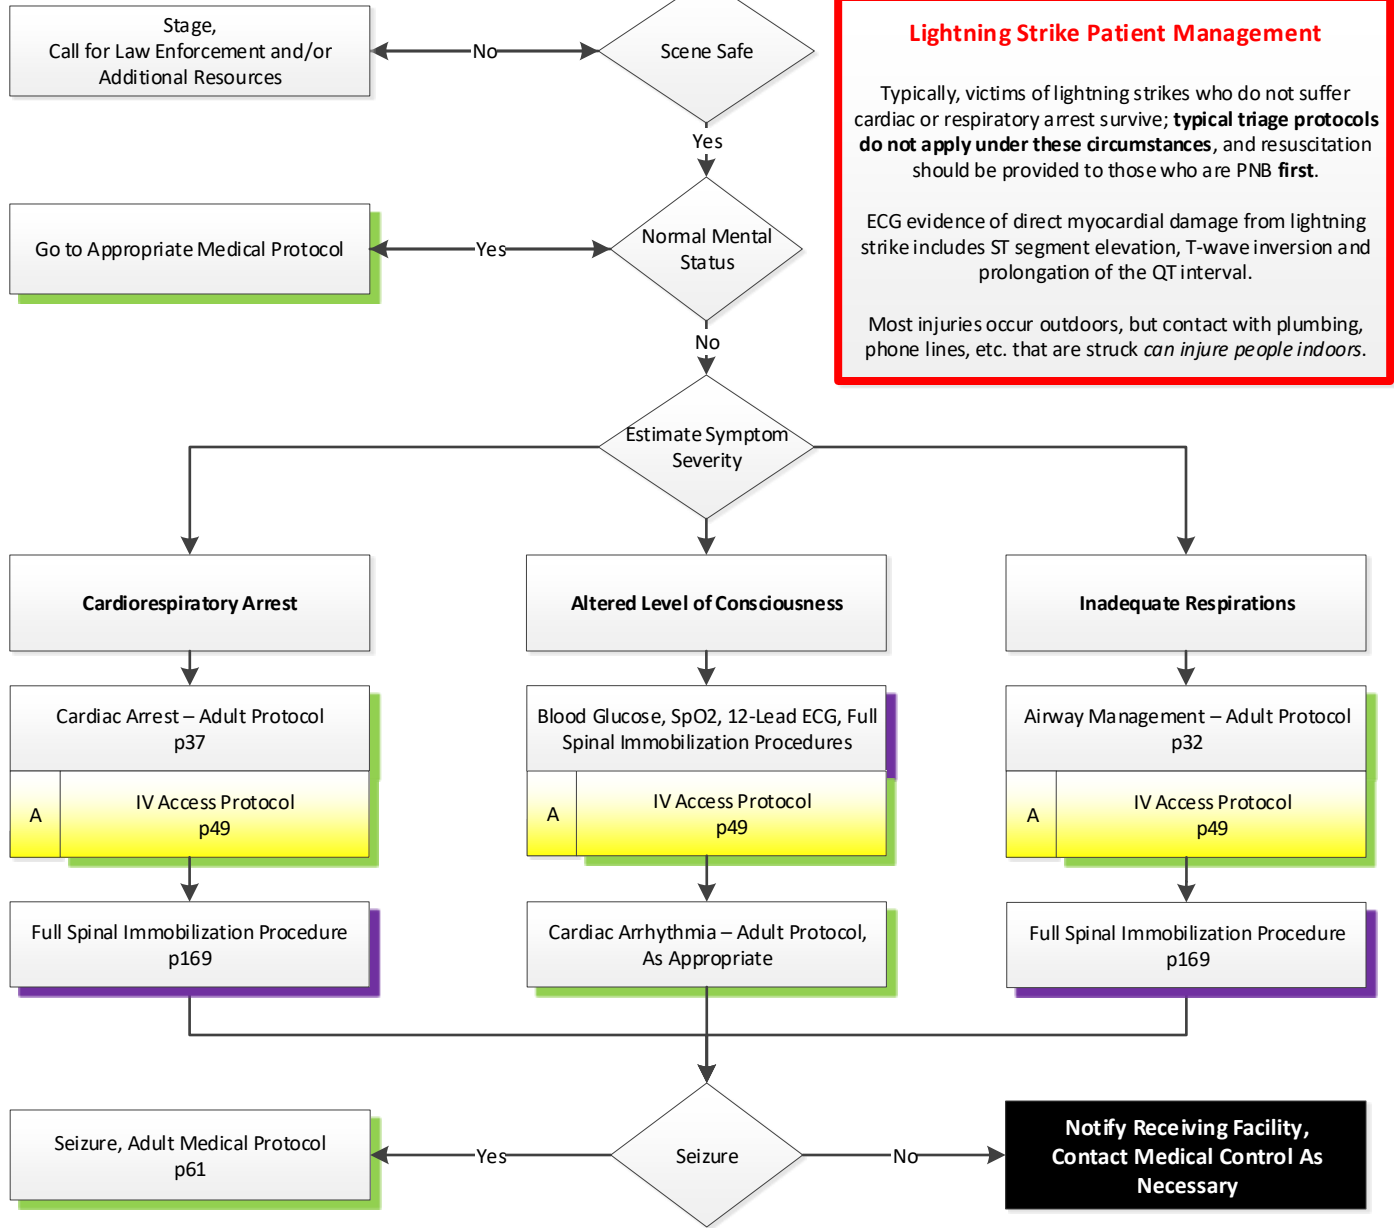 Stage,
Call for Law Enforcement and/or
Additional Resources
No
Scene Safe
Lightning Strike Patient Management
Typically, victims of lightning strikes who do not suffer
cardiac or respiratory arrest survive; typical triage protocols
do not apply under these circumstances, and resuscitation
should be provided to those who are PNB first.
ECG evidence of direct myocardial damage from lightning
strike includes ST segment elevation, T-wave inversion and
prolongation of the QT interval.
Most injuries occur outdoors, but contact with plumbing,
phone lines, etc. that are struck can injure people indoors.
Yes
Go to Appropriate Medical Protocol
Yes
Normal Mental
Status
No
Estimate Symptom
Severity
Cardiorespiratory Arrest
Altered Level of Consciousness
Inadequate Respirations
Cardiac Arrest – Adult Protocol
p37
A
IV Access Protocol
p49
Blood Glucose, SpO2, 12-Lead ECG, Full
Spinal Immobilization Procedures
A
IV Access Protocol
p49
Airway Management – Adult Protocol
p32
A
IV Access Protocol
p49
Full Spinal Immobilization Procedure
p169
Cardiac Arrhythmia – Adult Protocol,
As Appropriate
Full Spinal Immobilization Procedure
p169
Seizure, Adult Medical Protocol
p61
Yes
Seizure
No
Notify Receiving Facility,
Contact Medical Control As
Necessary